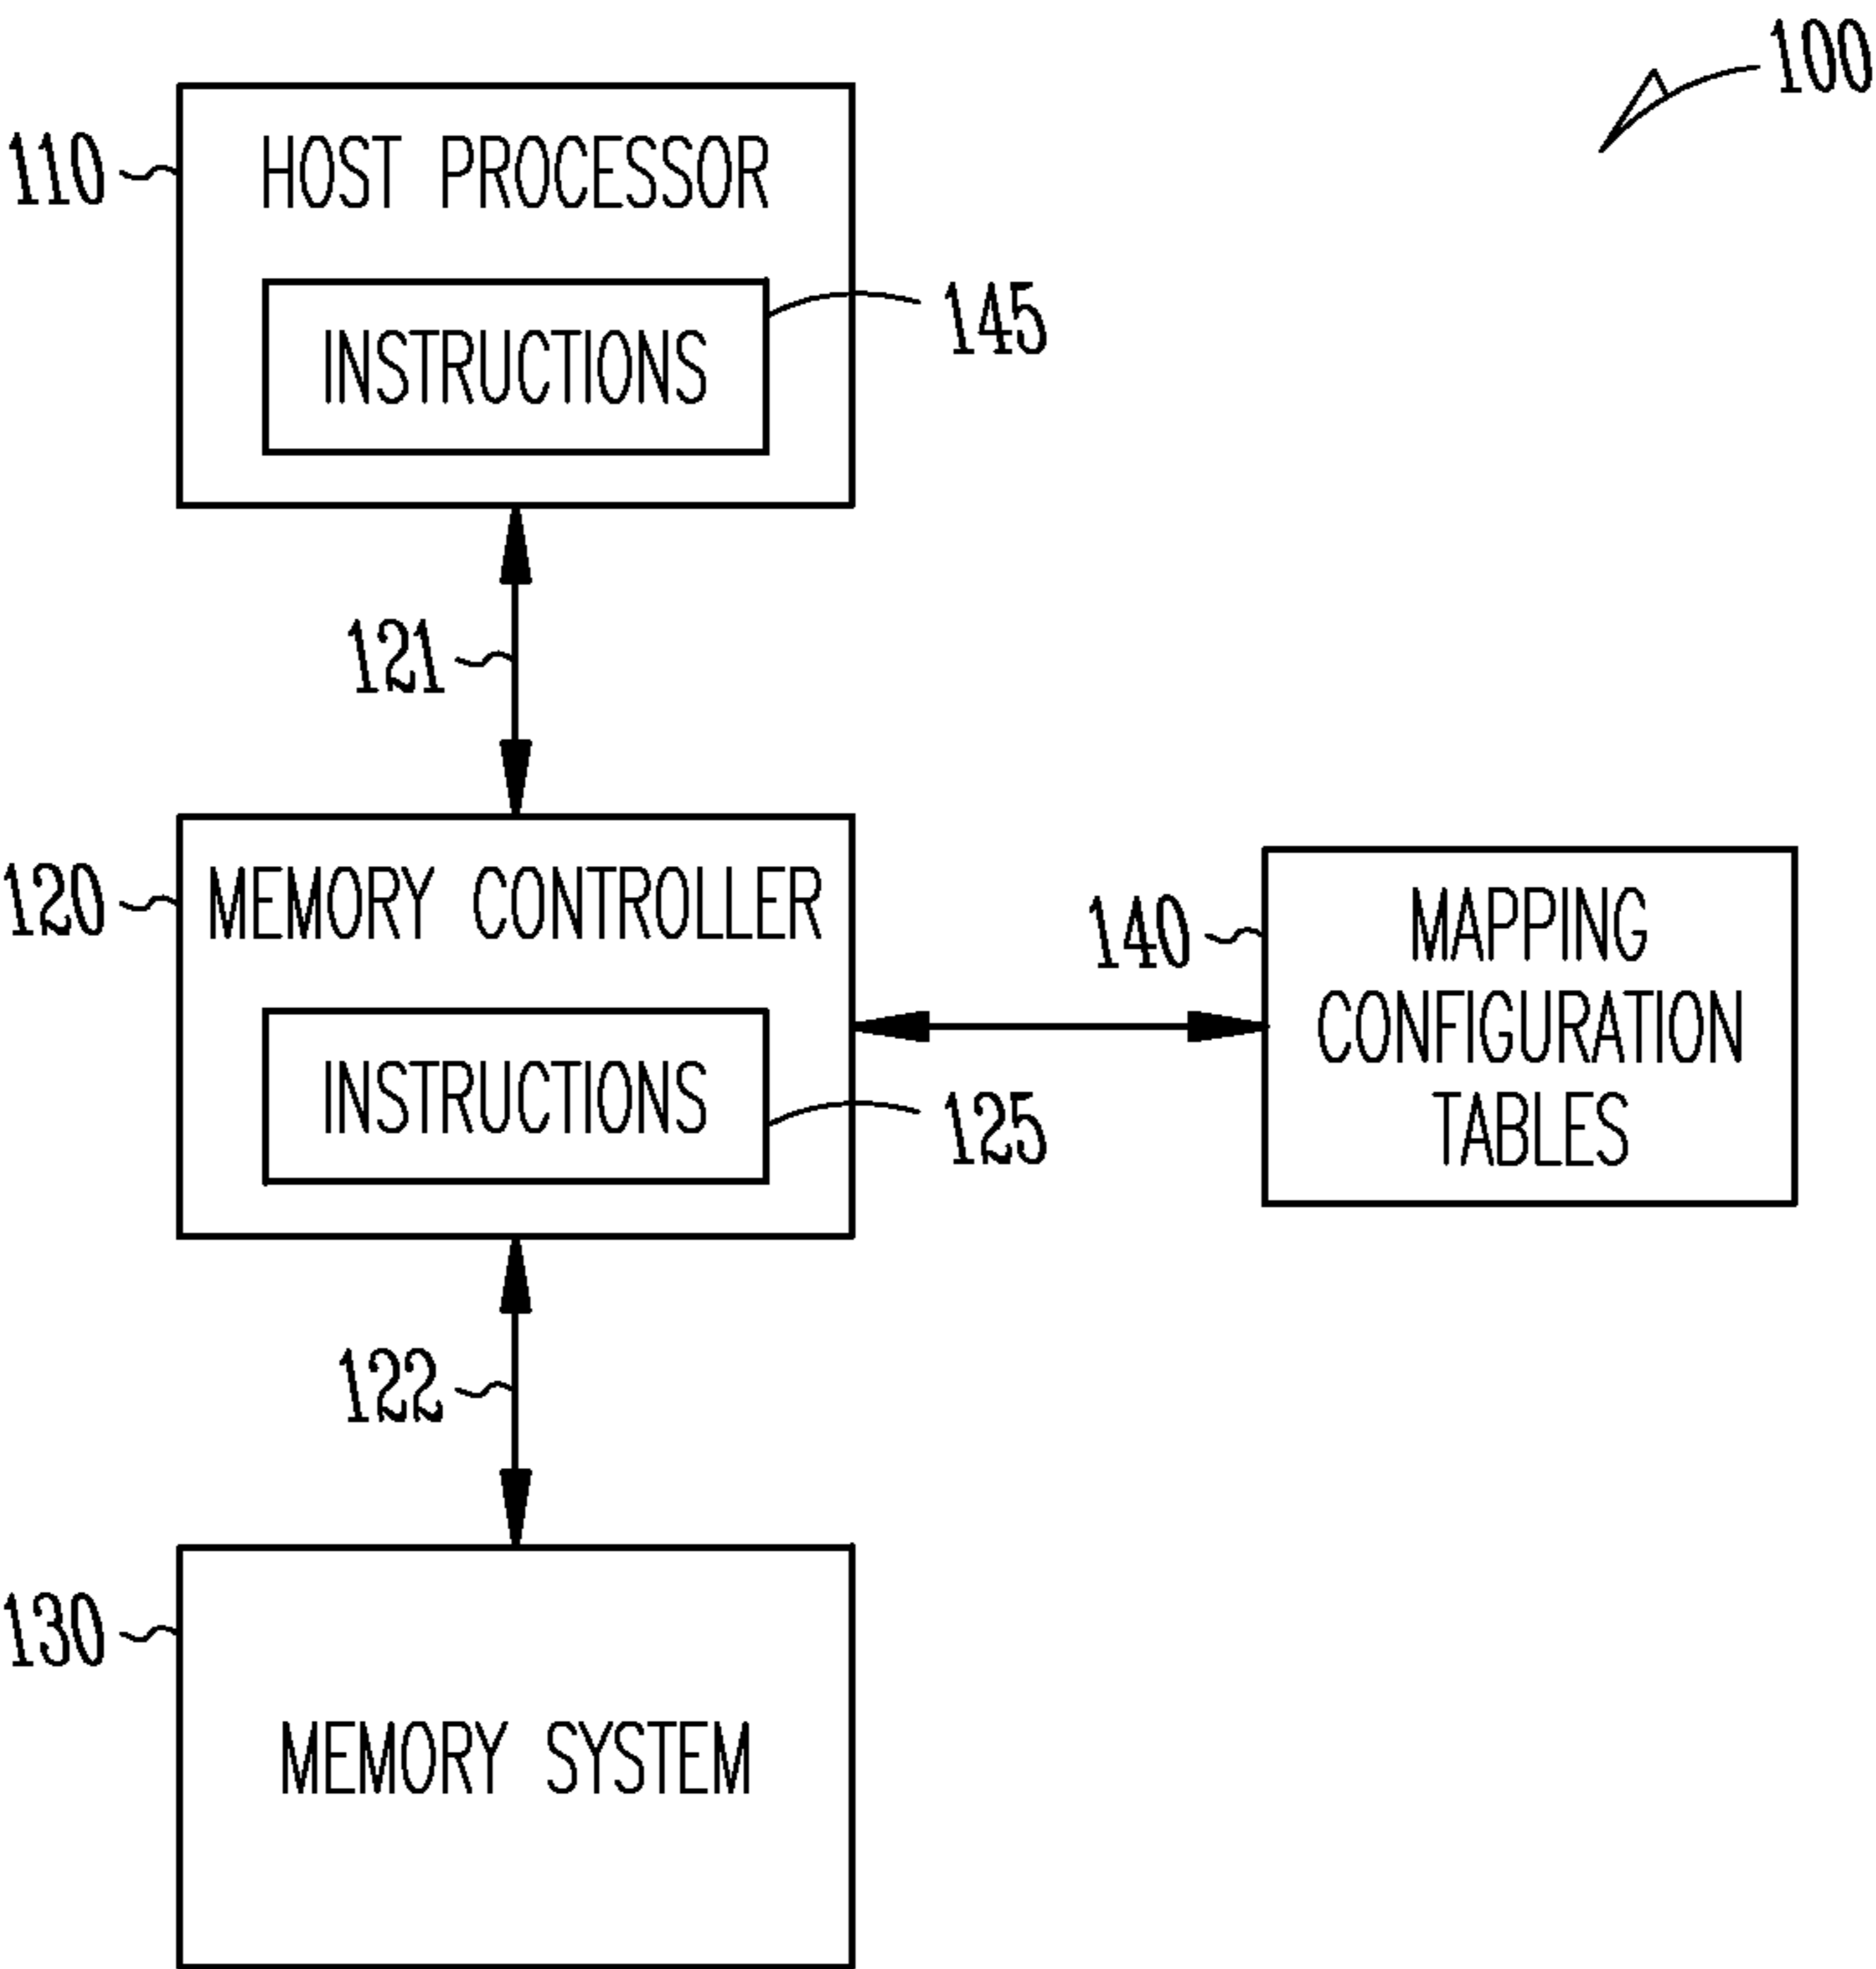 100
110
HOST PROCESSOR
INSTRUCTIONS
145
121
120
MEMORY CONTROLLER
INSTRUCTIONS
125
140
MAPPING
CONFIGURATION
TABLES
122
130
MEMORY SYSTEM